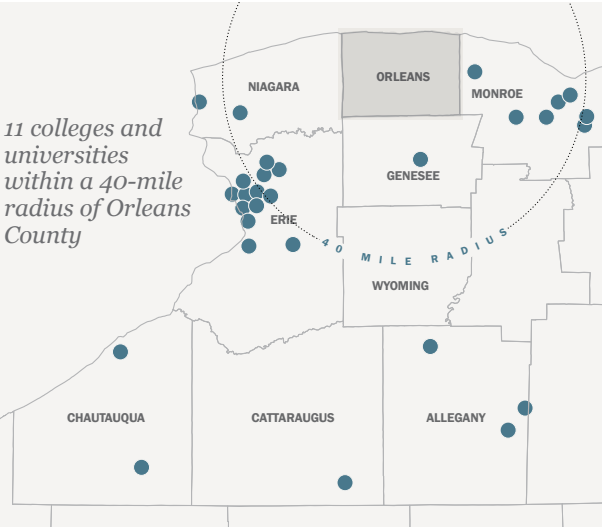 ORLEANS
NIAGARA
MONROE
11 colleges and
universities
within a 40-mile
radius of Orleans
County
GENESEE
ERIE
40 MILE RADIUS
WYOMING
CHAUTAUQUA
CATTARAUGUS
ALLEGANY